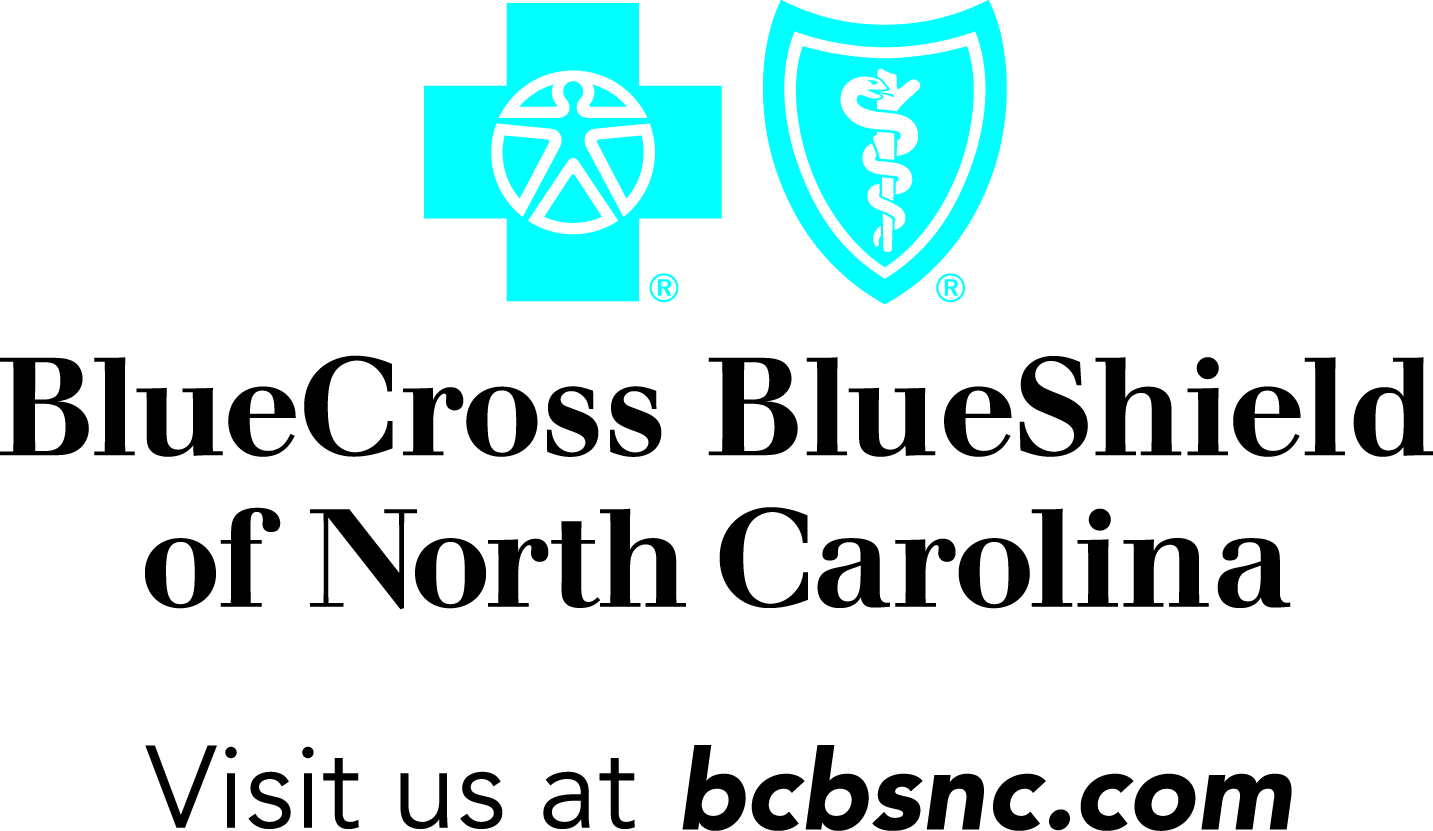 ® ®
BlueCross BlueShield
of North Carolina
Visit us at bcbsnc.com